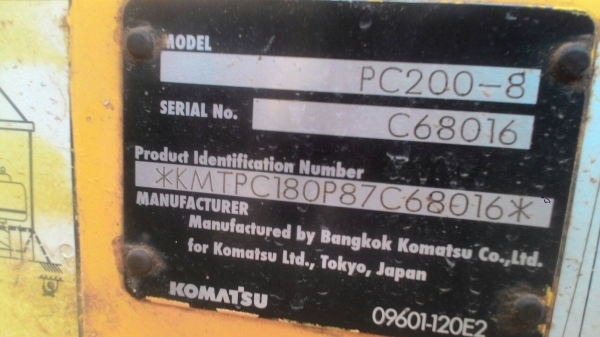 MODEL
PC200-8
SERIAL No.
C68016
Product Identification Number
*KMTPC180P87C68016*
MANUFACTURER
Manufactured by Bangkok Komatsu Co.,Ltd.
for Komatsu Ltd., Tokyo, Japan
KOMATSU
09601-120E2